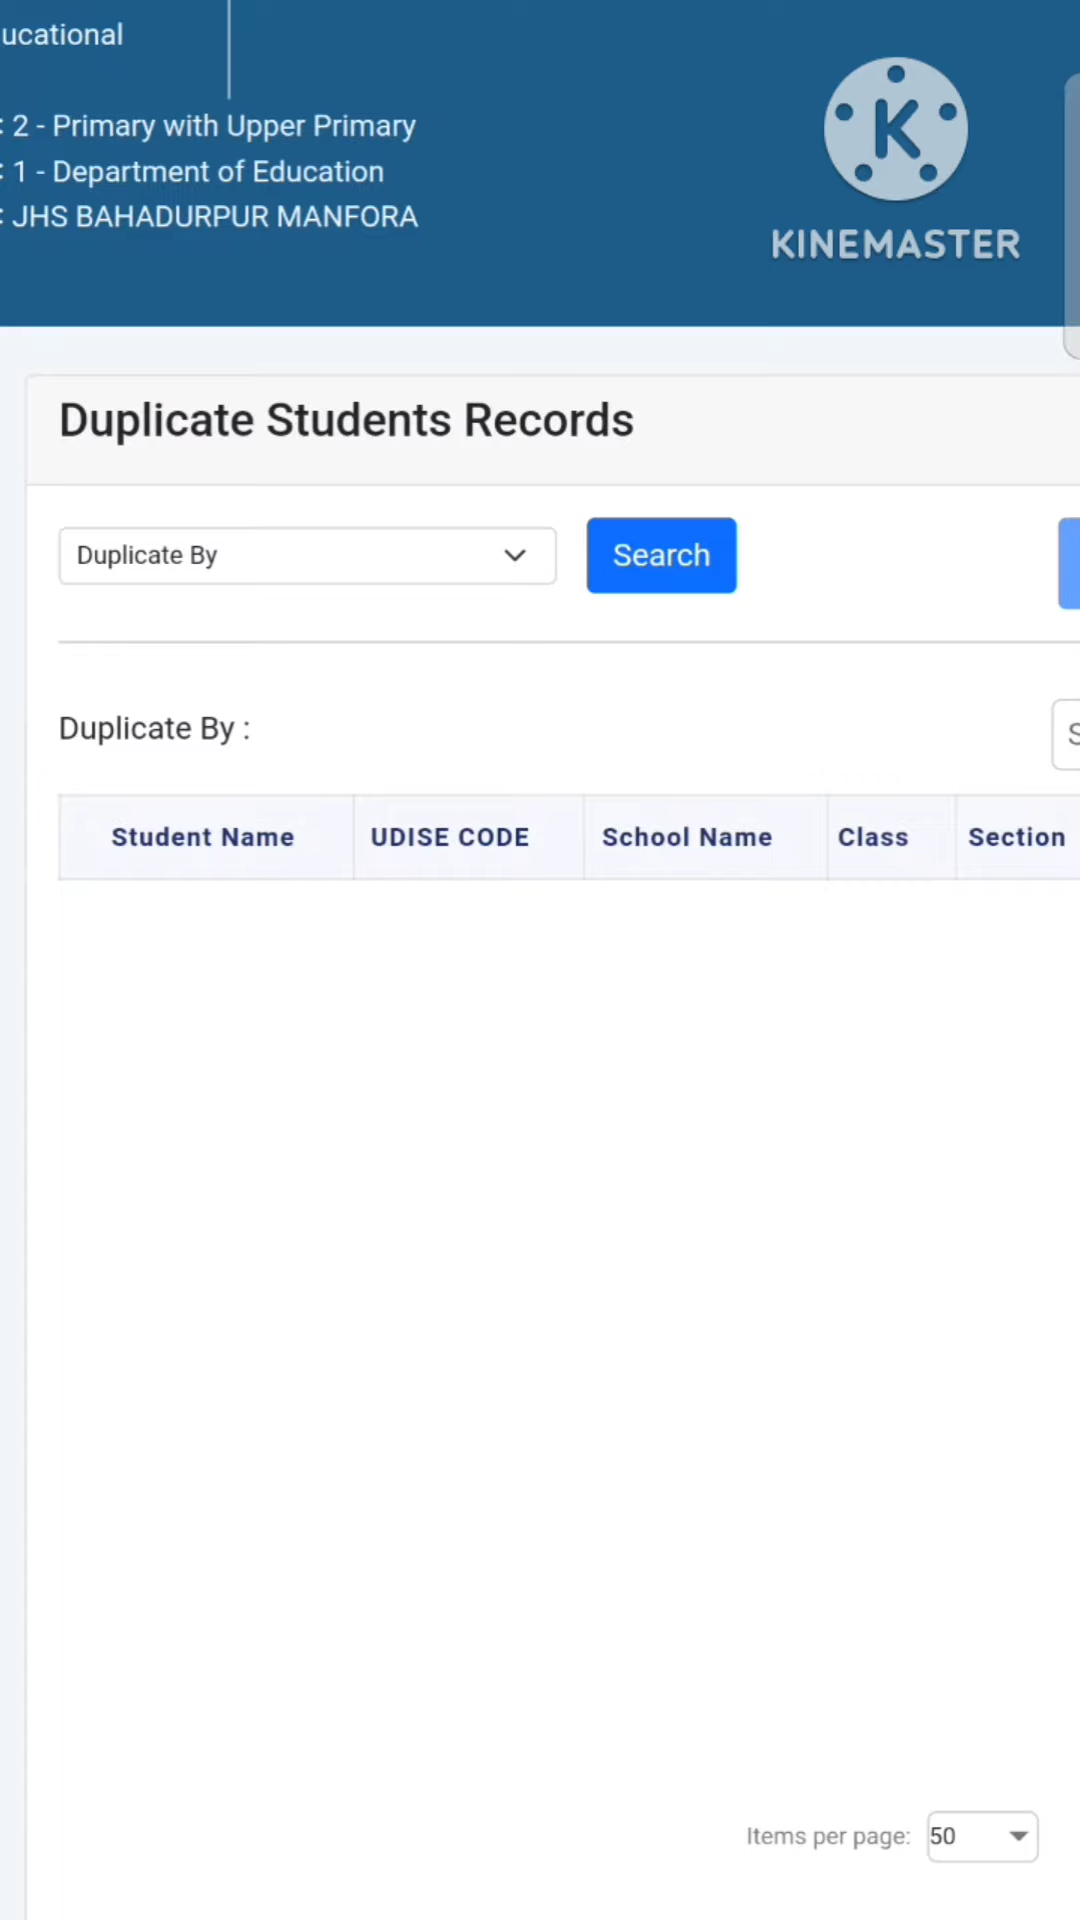 ucational
: 2 - Primary with Upper Primary
: 1 - Department of Education
: JHS BAHADURPUR MANFORA
KINEMASTER
Duplicate Students Records
Duplicate By
Search
Duplicate By :
S
Student Name UDISE CODE School Name Class Section
Items per page: 50